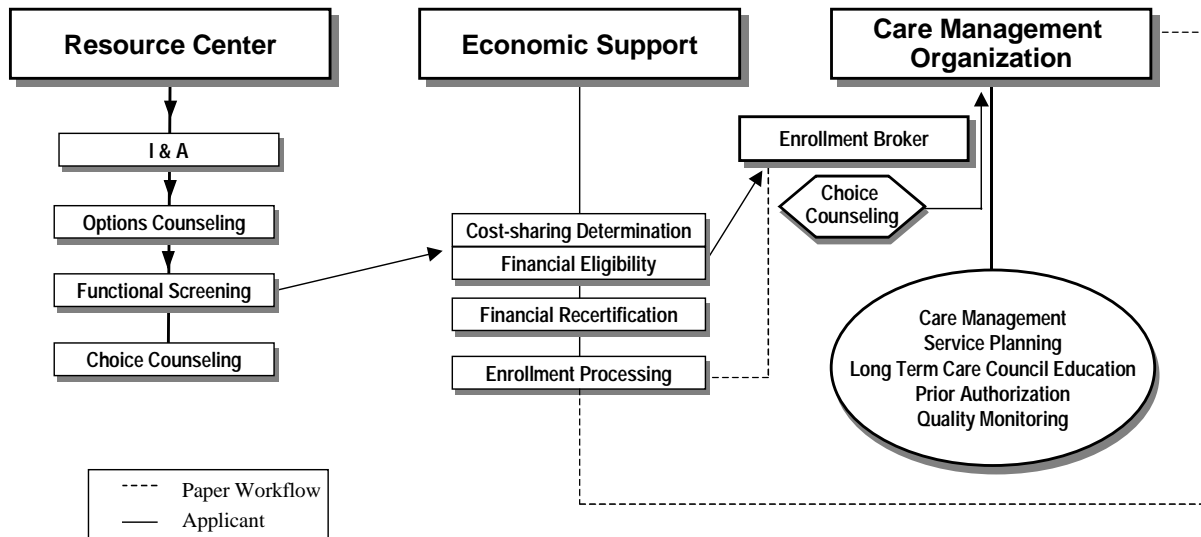 Resource Center
I & A
Options Counseling
Functional Screening
Choice Counseling
Economic Support
Cost-sharing Determination
Financial Eligibility
Financial Recertification
Enrollment Processing
Care Management
Organization
Enrollment Broker
Choice
Counseling
Care Management
Service Planning
Long Term Care Council Education
Prior Authorization
Quality Monitoring
Paper Workflow
Applicant